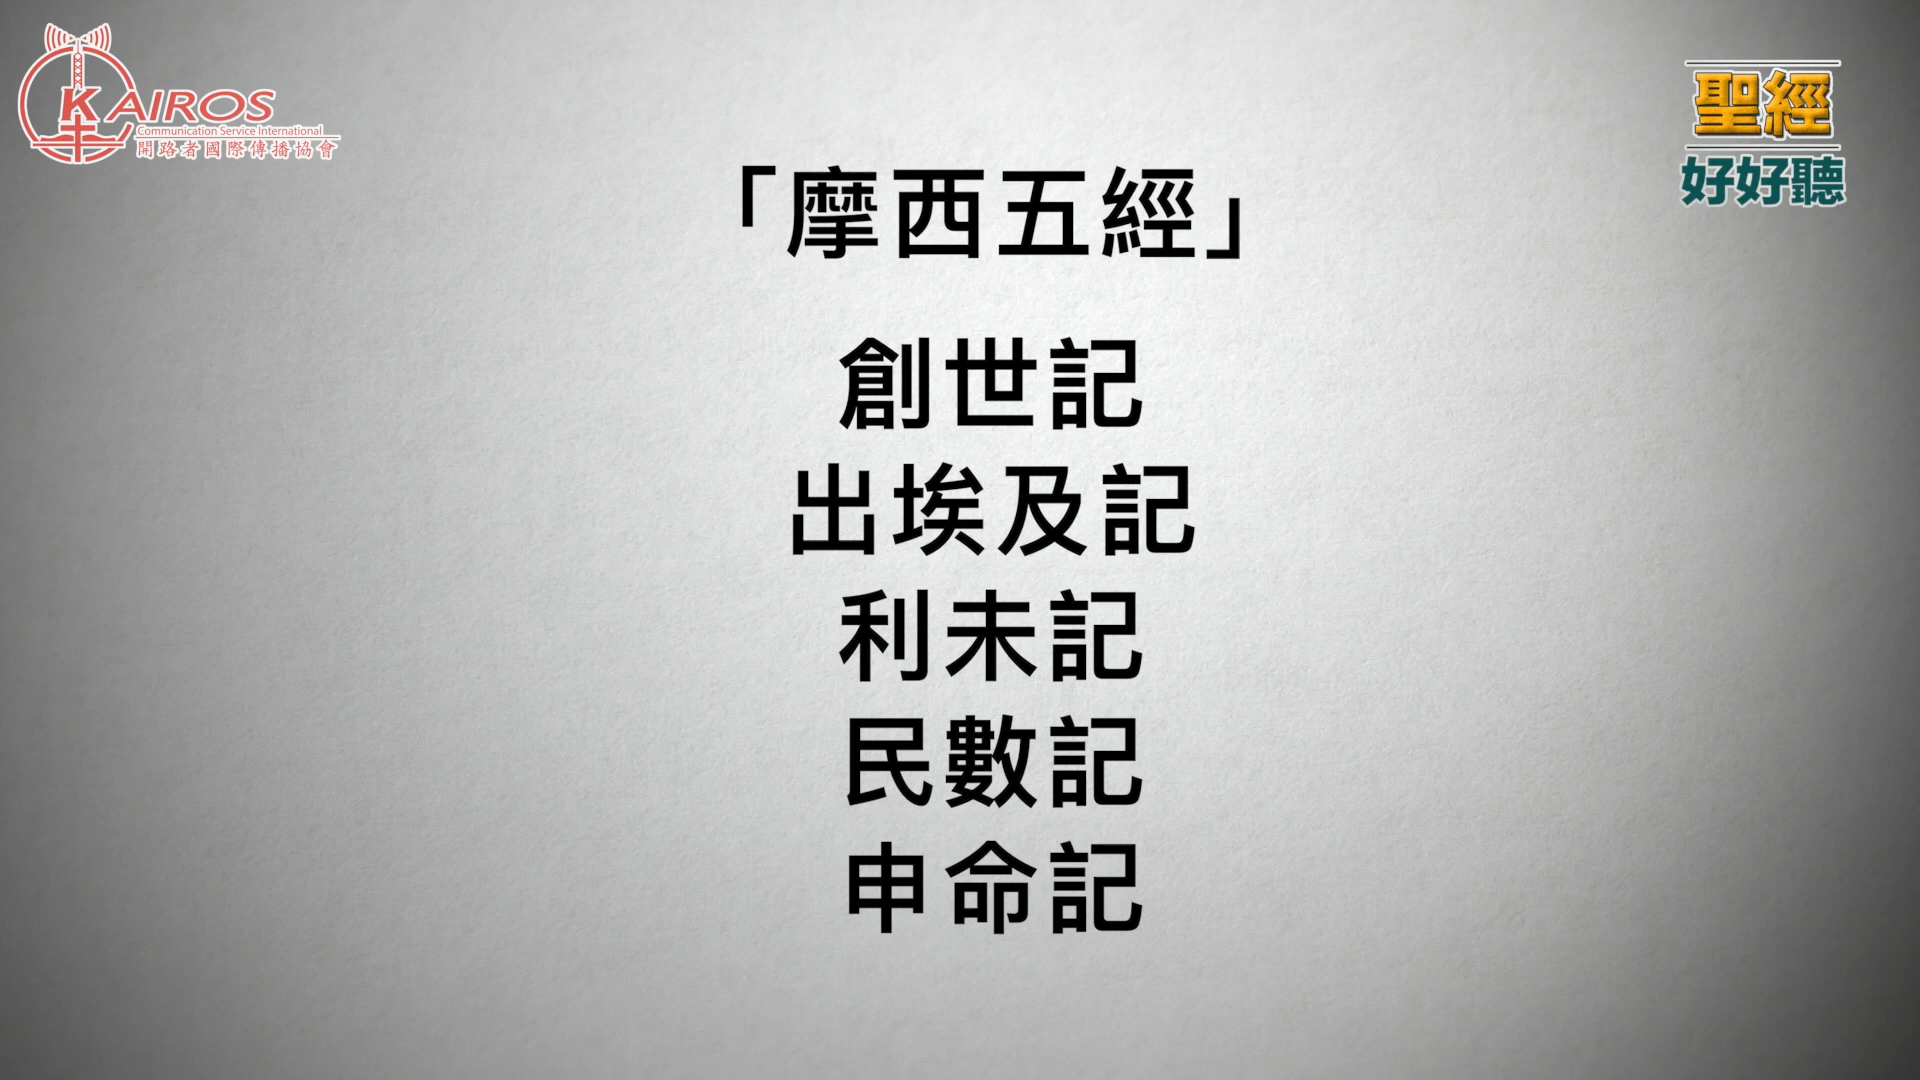 KAIROS
Communication Service International
開路者國際傳播協會
聖經
好好聽
「摩西五經」
創世記
出埃及記
利未記
民數記
申命記